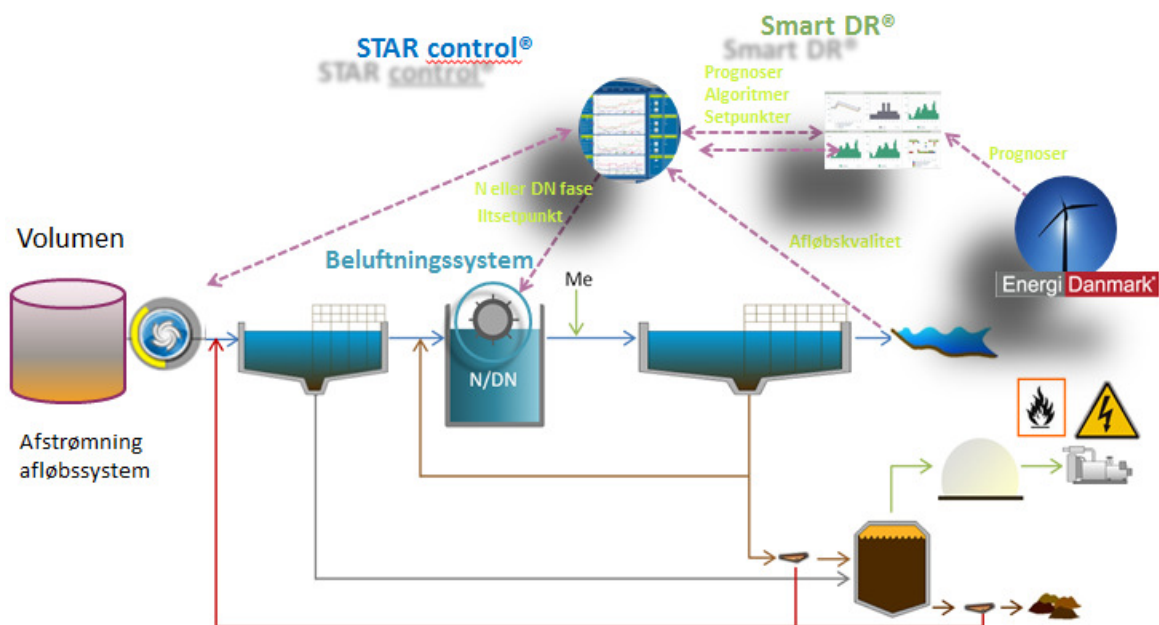 Smart DR®
STAR control®
Prognoser
Algoritmer
Setpunkter
Prognoser
N eller DN fase
Iltsetpunkt
Afløbskvalitet
Volumen
Beluftningssystem
Me
Energi Danmark
N/DN
Afstrømning
afløbssystem